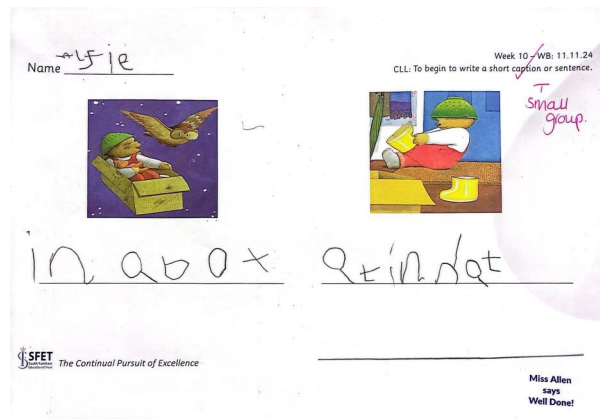 Name Alfie
Week 10 - WB: 11.11.24
CLL: To begin to write a short caption or sentence.
T
Small
group.
In a box
a tin hat
SFET
The Continual Pursuit of Excellence
Miss Allen
says
Well Done!